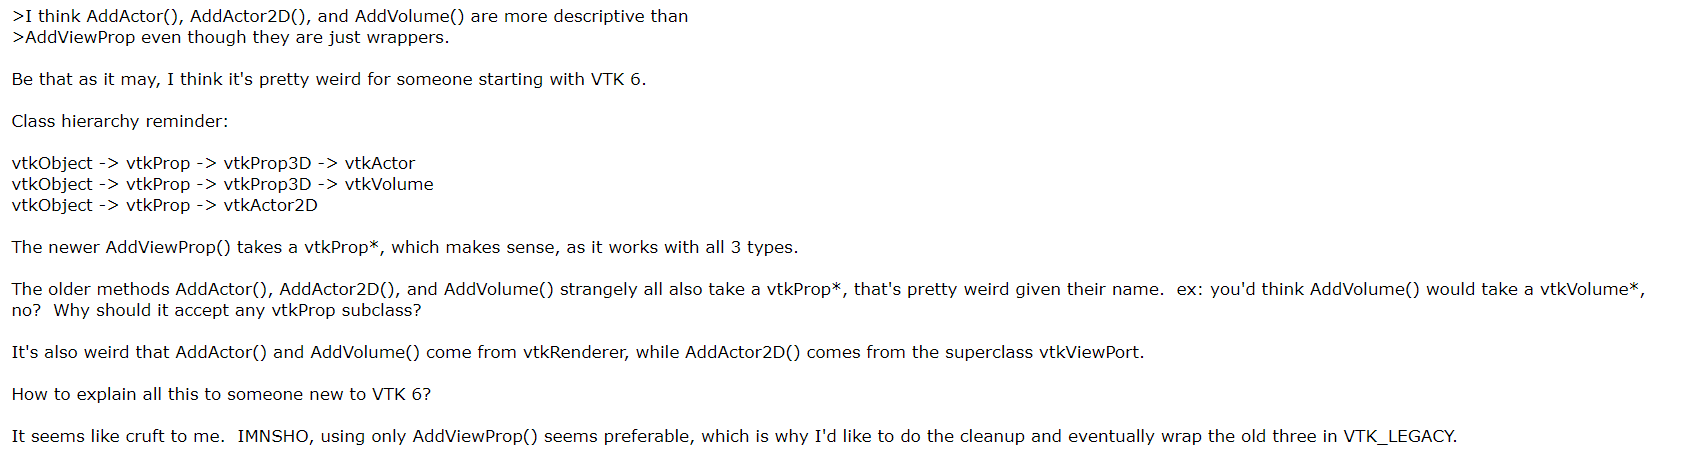 >I think AddActor(), AddActor2D(), and AddVolume() are more descriptive than
>AddViewProp even though they are just wrappers.
Be that as it may, I think it's pretty weird for someone starting with VTK 6.
Class hierarchy reminder:
vtkObject -> vtkProp -> vtkProp3D -> vtkActor
vtkObject -> vtkProp -> vtkProp3D -> vtkVolume
vtkObject -> vtkProp -> vtkActor2D
The newer AddViewProp() takes a vtkProp*, which makes sense, as it works with all 3 types.
The older methods AddActor(), AddActor2D(), and AddVolume() strangely all also take a vtkProp*, that's pretty weird given their name.  ex: you'd think AddVolume() would take a vtkVolume*,
no?  Why should it accept any vtkProp subclass?
It's also weird that AddActor() and AddVolume() come from vtkRenderer, while AddActor2D() comes from the superclass vtkViewPort.
How to explain all this to someone new to VTK 6?
It seems like cruft to me.  IMNSHO, using only AddViewProp() seems preferable, which is why I'd like to do the cleanup and eventually wrap the old three in VTK_LEGACY.